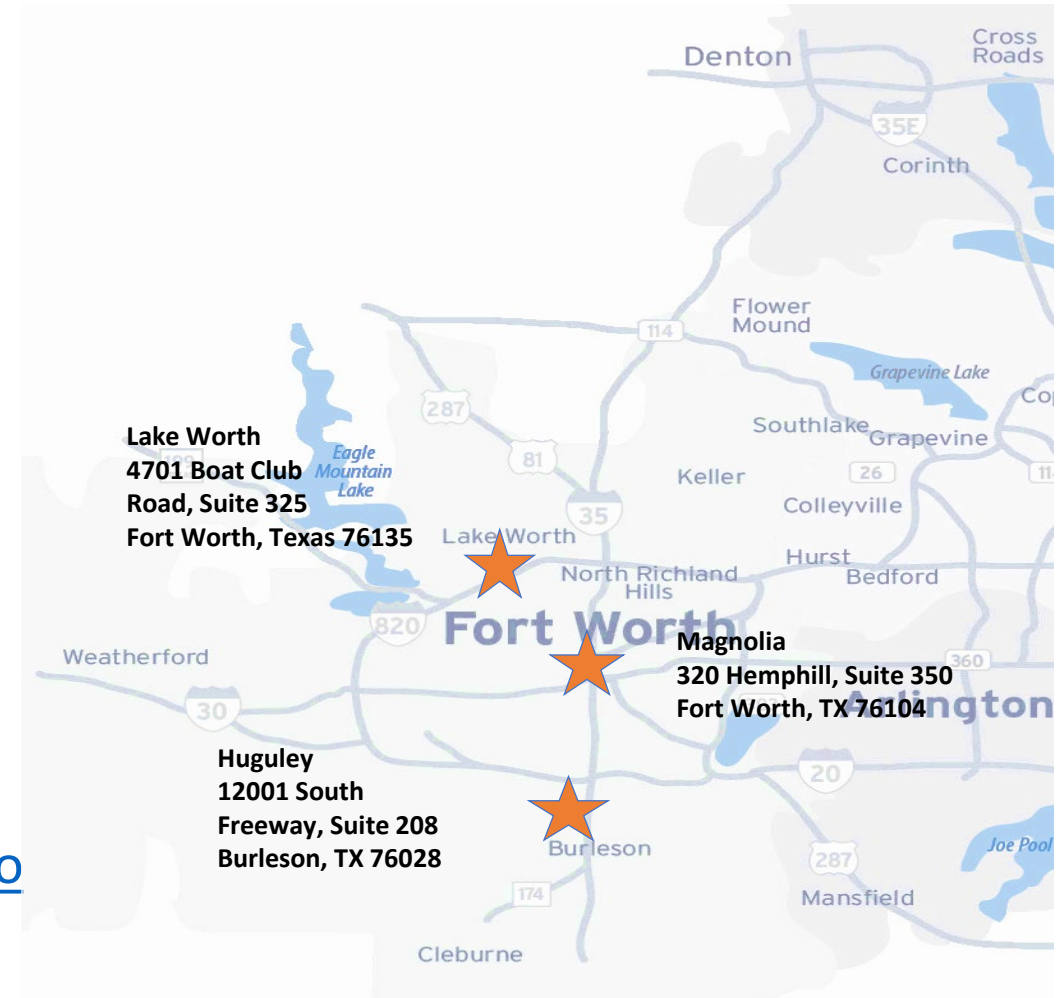 Denton
Cross
Roads
35E
Corinth
Flower
Mound
114
Grapevine Lake
287
Southlake
Grapevine
Lake Worth
4701 Boat Club
Road, Suite 325
Fort Worth, Texas 76135
Eagle
Mountain
Lake
81
Keller
26
Colleyville
35
Lake Worth
Hurst
Bedford
North Richland
Hills
820
Fort Worth
Weatherford
Magnolia
320 Hemphill, Suite 350
Fort Worth, TX 76104
360
Arlington
30
Huguley
12001 South
Freeway, Suite 208
Burleson, TX 76028
20
Burleson
287
Joe Pool
174
Mansfield
Cleburne